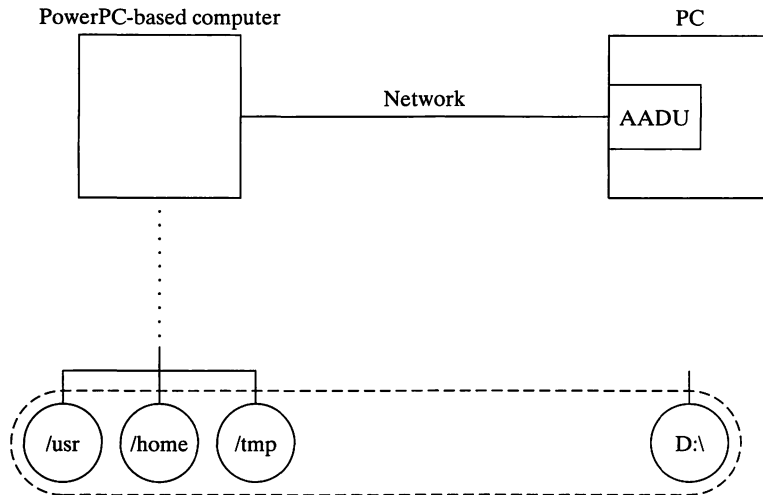 PowerPC-based computer
PC
Network
AADU
/usr
/home
/tmp
D:\